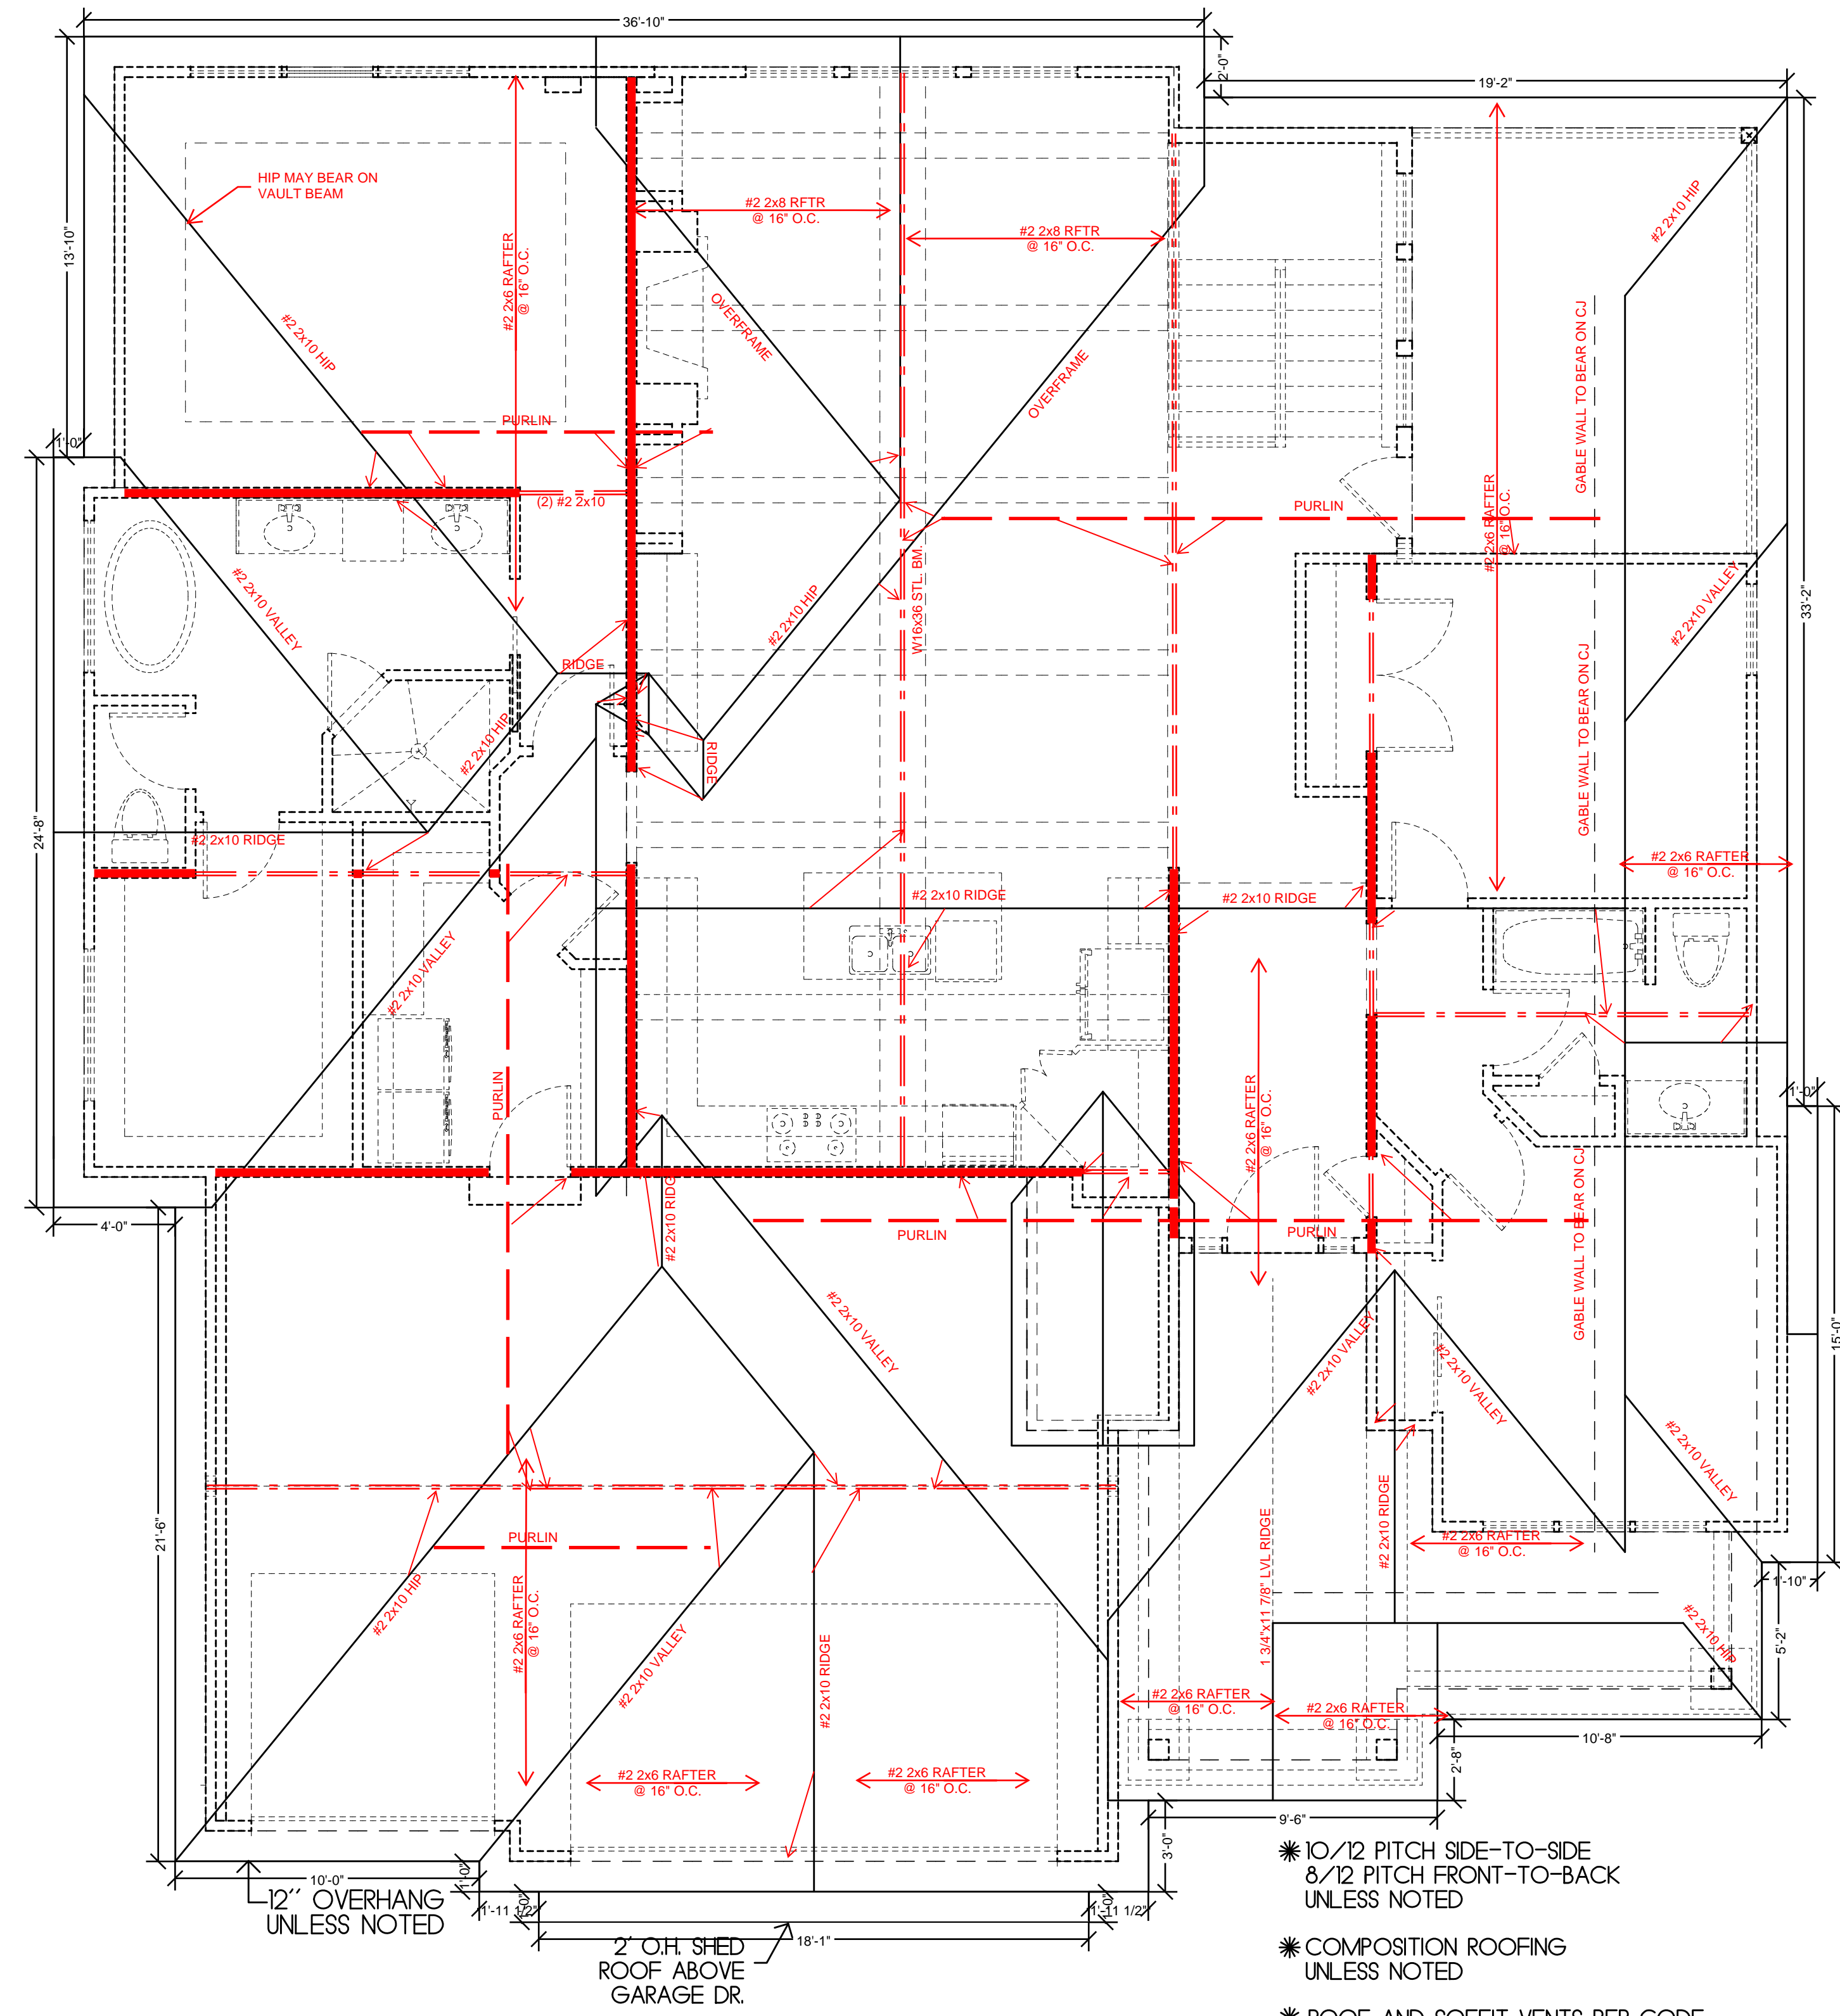 36'-10"
2'-0"
19'-2"
13'-10"
HIP MAY BEAR ON
VAULT BEAM
#2 2x6 RAFTER
@ 16" O.C.
#2 2x8 RFTR
@ 16" O.C.
#2 2x8 RFTR
@ 16" O.C.
#2 2x10 HIP
#2 2x10 HIP
OVERFRAME
OVERFRAME
GABLE WALL TO BEAR ON CJ
PURLIN
1'-0"
(2) #2 2x10
#2 2x6 RAFTER
@ 16" O.C.
PURLIN
#2 2x10 VALLEY
#2 2x10 HIP
W16x36 STL. BM.
#2 2x10 VALLEY
33'-2"
RIDGE
#2 2x10 HIP
RIDGE
GABLE WALL TO BEAR ON CJ
24'-8"
#2 2x10 RIDGE
#2 2x6 RAFTER
@ 16" O.C.
#2 2x10 RIDGE
#2 2x10 RIDGE
#2 2x10 VALLEY
PURLIN
#2 2x6 RAFTER
@ 16" O.C.
1'-0"
4'-0"
#2 2x10 RIDGE
PURLIN
PURLIN
GABLE WALL TO BEAR ON CJ
#2 2x10 VALLEY
#2 2x10 VALLEY
#2 2x10 VALLEY
15'-0"
#2 2x10 VALLEY
21'-6"
PURLIN
#2 2x6 RAFTER
@ 16" O.C.
#2 2x10 HIP
#2 2x10 VALLEY
#2 2x10 RIDGE
1 3/4"x11 7/8" LVL RIDGE
#2 2x10 RIDGE
#2 2x6 RAFTER
@ 16" O.C.
1'-10"
#2 2x10 HIP
5'-2"
#2 2x6 RAFTER
@ 16" O.C.
#2 2x6 RAFTER
@ 16" O.C.
10'-8"
2'-8"
#2 2x6 RAFTER
@ 16" O.C.
#2 2x6 RAFTER
@ 16" O.C.
9'-6"
3'-0"
10'-0"
1'-0"
12'' OVERHANG
UNLESS NOTED
1'-11 1/2"
1'-0"
18'-1"
1'-0"
1'-11 1/2"
2' O.H. SHED
ROOF ABOVE
GARAGE DR.
10/12 PITCH SIDE-TO-SIDE
8/12 PITCH FRONT-TO-BACK
UNLESS NOTED
COMPOSITION ROOFING
UNLESS NOTED
ROOF AND SOFFIT VENTS PER CODE